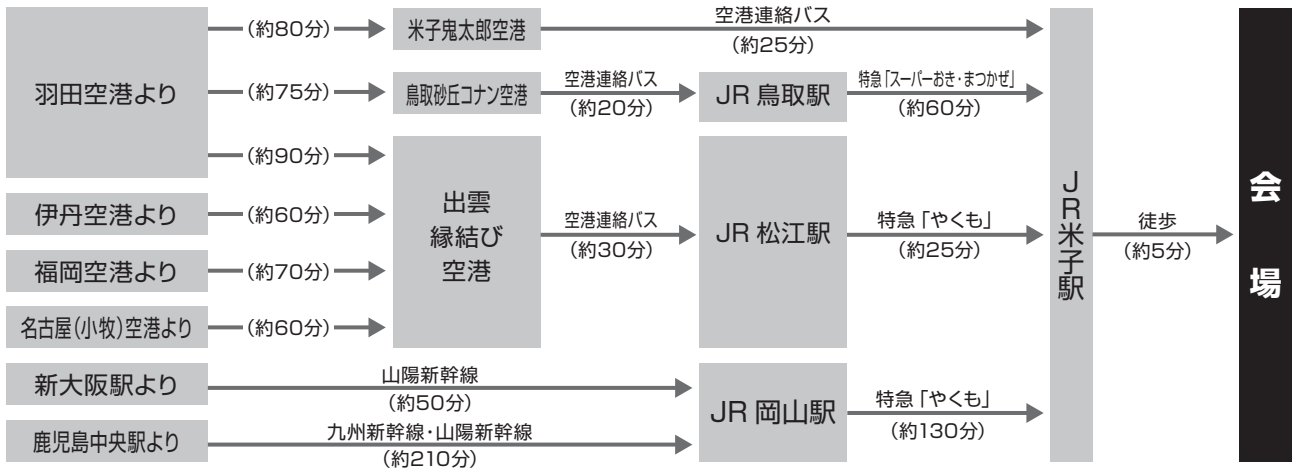 羽田空港より
(約80分)
米子鬼太郎空港
空港連絡バス
(約25分)
(約75分)
鳥取砂丘コナン空港
空港連絡バス
(約20分)
JR 鳥取駅
特急「スーパーおき・まつかぜ」
(約60分)
(約90分)
伊丹空港より
(約60分)
福岡空港より
(約70分)
名古屋(小牧)空港より
(約60分)
出雲
縁結び
空港
空港連絡バス
(約30分)
JR 松江駅
特急「やくも」
(約25分)
新大阪駅より
山陽新幹線
(約50分)
鹿児島中央駅より
九州新幹線・山陽新幹線
(約210分)
JR 岡山駅
特急「やくも」
(約130分)
JR米子駅
徒歩
(約5分)
会場